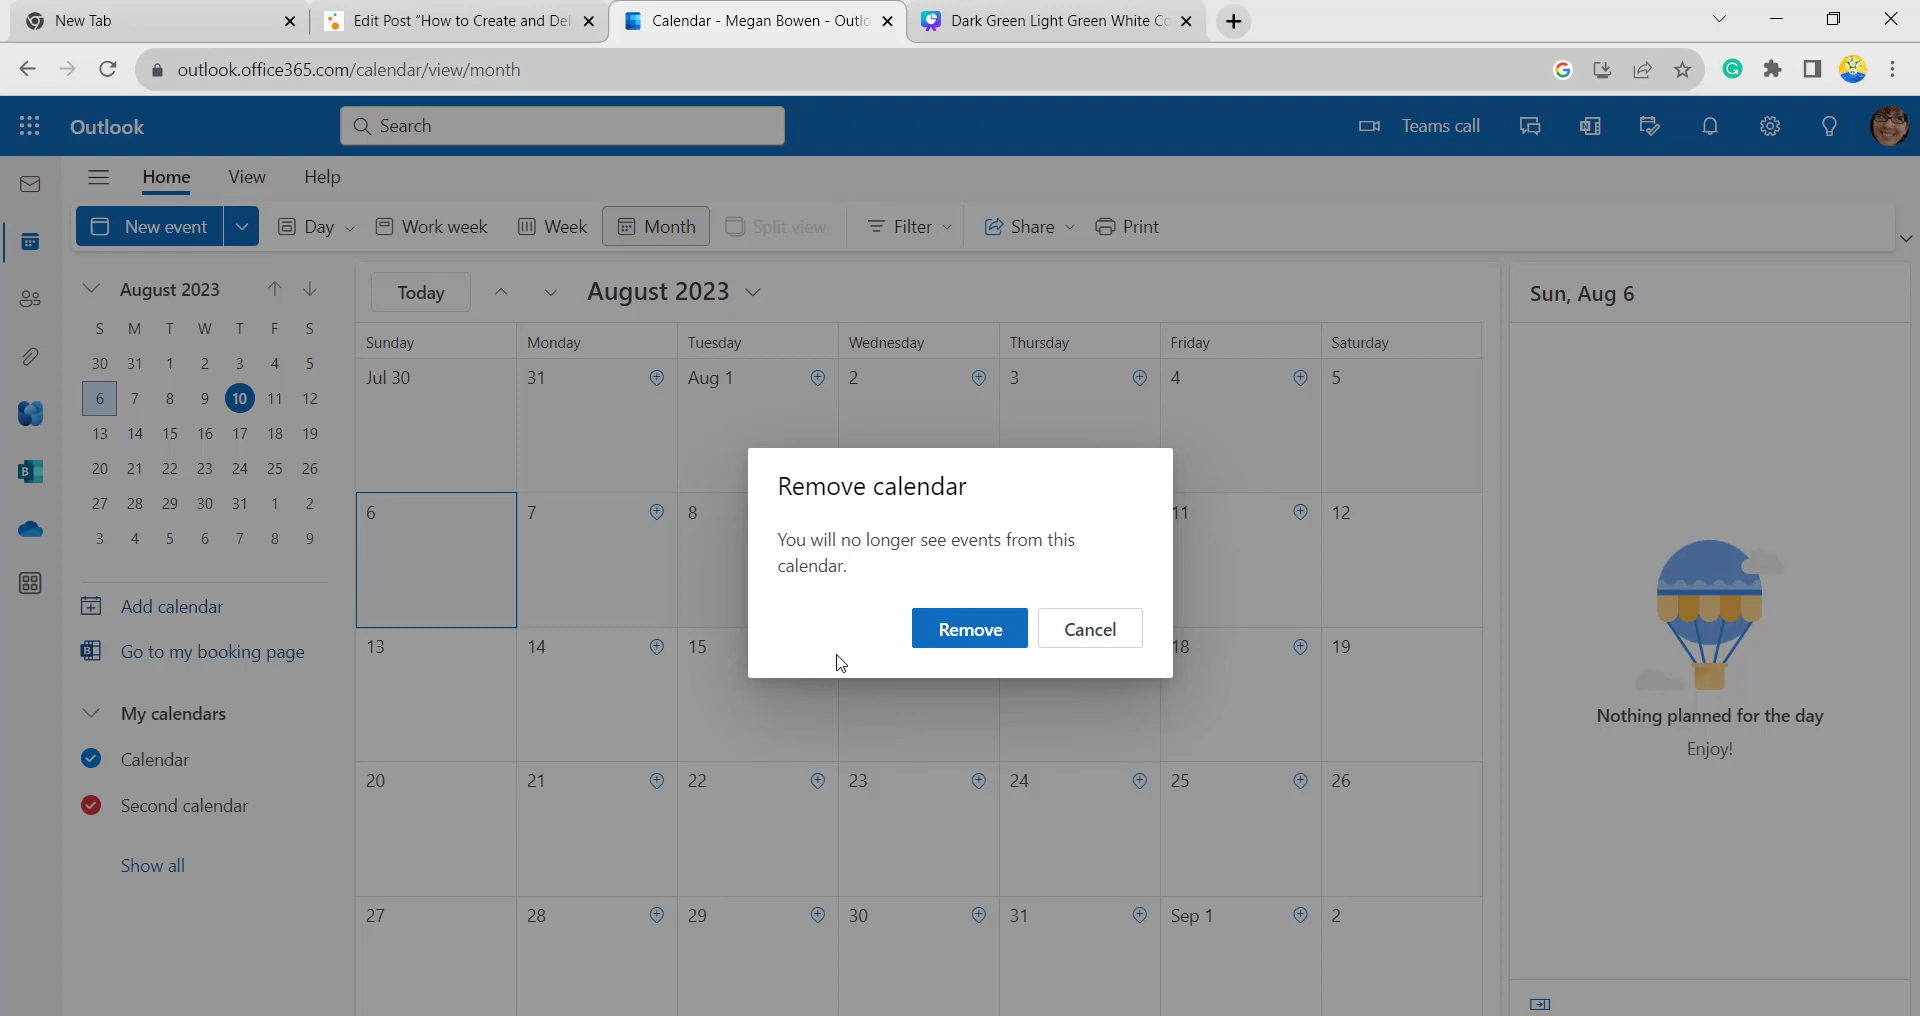 New Tab
Edit Post “How to Create and Del
Calendar - Megan Bowen - Outlo
Dark Green Light Green White Co
outlook.office365.com/calendar/view/month
Outlook
Search
Teams call
Home
View
Help
New event
Day
Work week
Week
Month
Split view
Filter
Share
Print
August 2023
S M T W T F S
30 31 1 2 3 4 5
6 7 8 9 10 11 12
13 14 15 16 17 18 19
20 21 22 23 24 25 26
27 28 29 30 31 1 2
3 4 5 6 7 8 9
Add calendar
Go to my booking page
My calendars
Calendar
Second calendar
Show all
Today
August 2023
Sunday Monday Tuesday Wednesday Thursday Friday Saturday
Jul 30 31 Aug 1 2 3 4 5
6 7 8 11 12
13 14 15 18 19
20 21 22 23 24 25 26
27 28 29 30 31 Sep 1 2
Remove calendar
You will no longer see events from this
calendar.
Remove
Cancel
Sun, Aug 6
Nothing planned for the day
Enjoy!